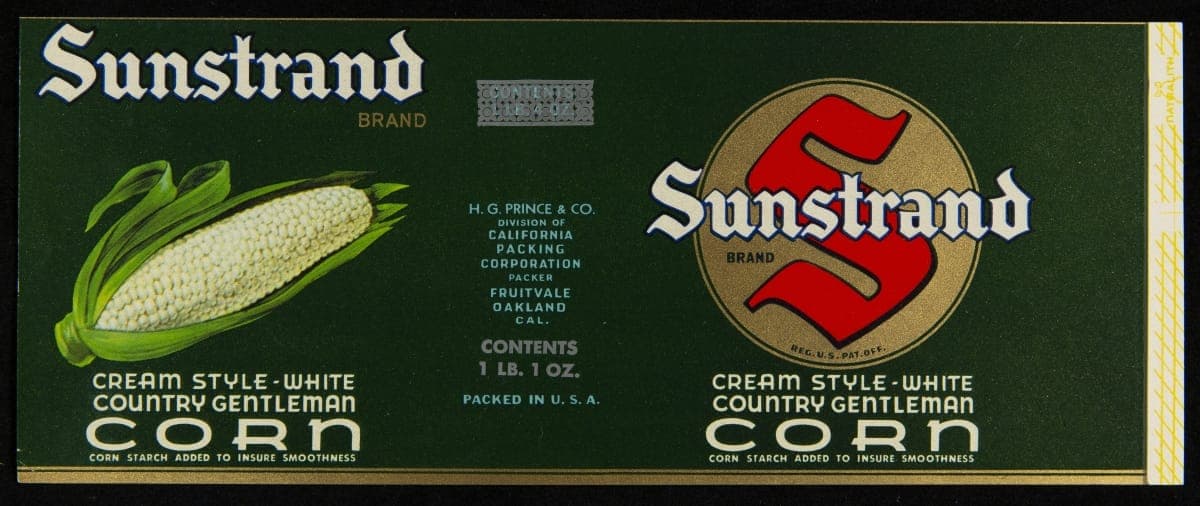 Sunstrand
BRAND
CREAM STYLE-WHITE
COUNTRY GENTLEMAN
CORN
CORN STARCH ADDED TO INSURE SMOOTHNESS
CONTENTS
1 LB. 4 OZ.
H. G. PRINCE & CO.
DIVISION OF
CALIFORNIA
PACKING
CORPORATION
PACKER
FRUITVALE
OAKLAND
CAL.
CONTENTS
1 LB. 1 OZ.
PACKED IN U. S. A.
S
Sunstrand
BRAND
REG. U. S. PAT. OFF.
CREAM STYLE-WHITE
COUNTRY GENTLEMAN
CORN
CORN STARCH ADDED TO INSURE SMOOTHNESS